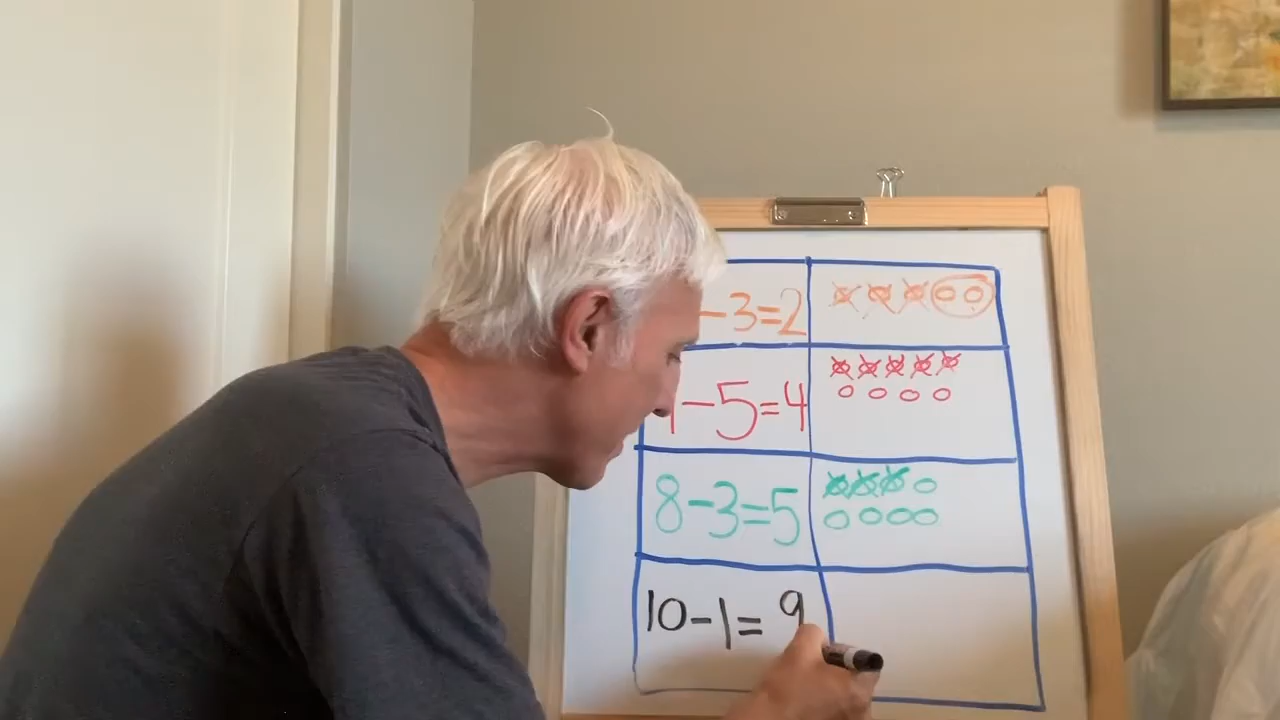 - 3 = 2
- 5 = 4
8 - 3 = 5
10 - 1 = 9